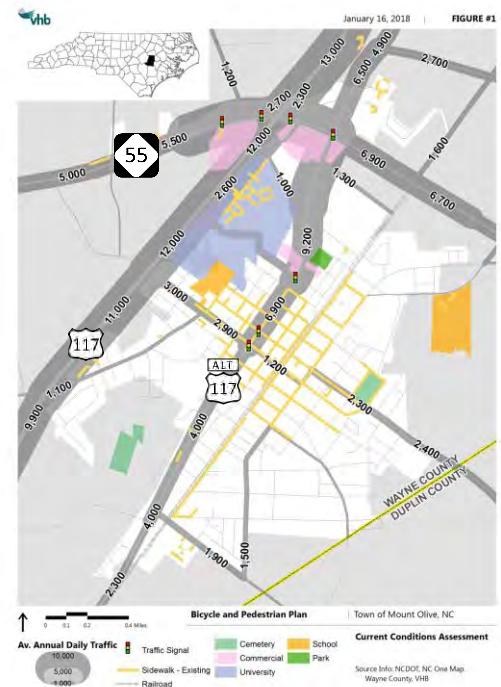 vhb
January 16, 2018 | FIGURE #1
13,000
4,900
6,500
2,700
1,200
2,700
2,300
5,500
12,000
55
5,000
6,900
1,600
2,600
1,000
1,300
6,700
12,000
9,200
3,000
11,000
6,900
2,900
117
1,200
ALT
117
1,100
2,300
9,900
4,000
2,400
WAYNE COUNTY
DUPLIN COUNTY
4,000
1,900
1,500
2,300
0 0.1 0.2 0.4 Miles
Bicycle and Pedestrian Plan | Town of Mount Olive, NC
Av. Annual Daily Traffic
10,000
5,000
1,000
Traffic Signal
Sidewalk - Existing
Railroad
Cemetery
Commercial
University
School
Park
Current Conditions Assessment
Source Info: NCDOT, NC One Map.
Wayne County, VHB